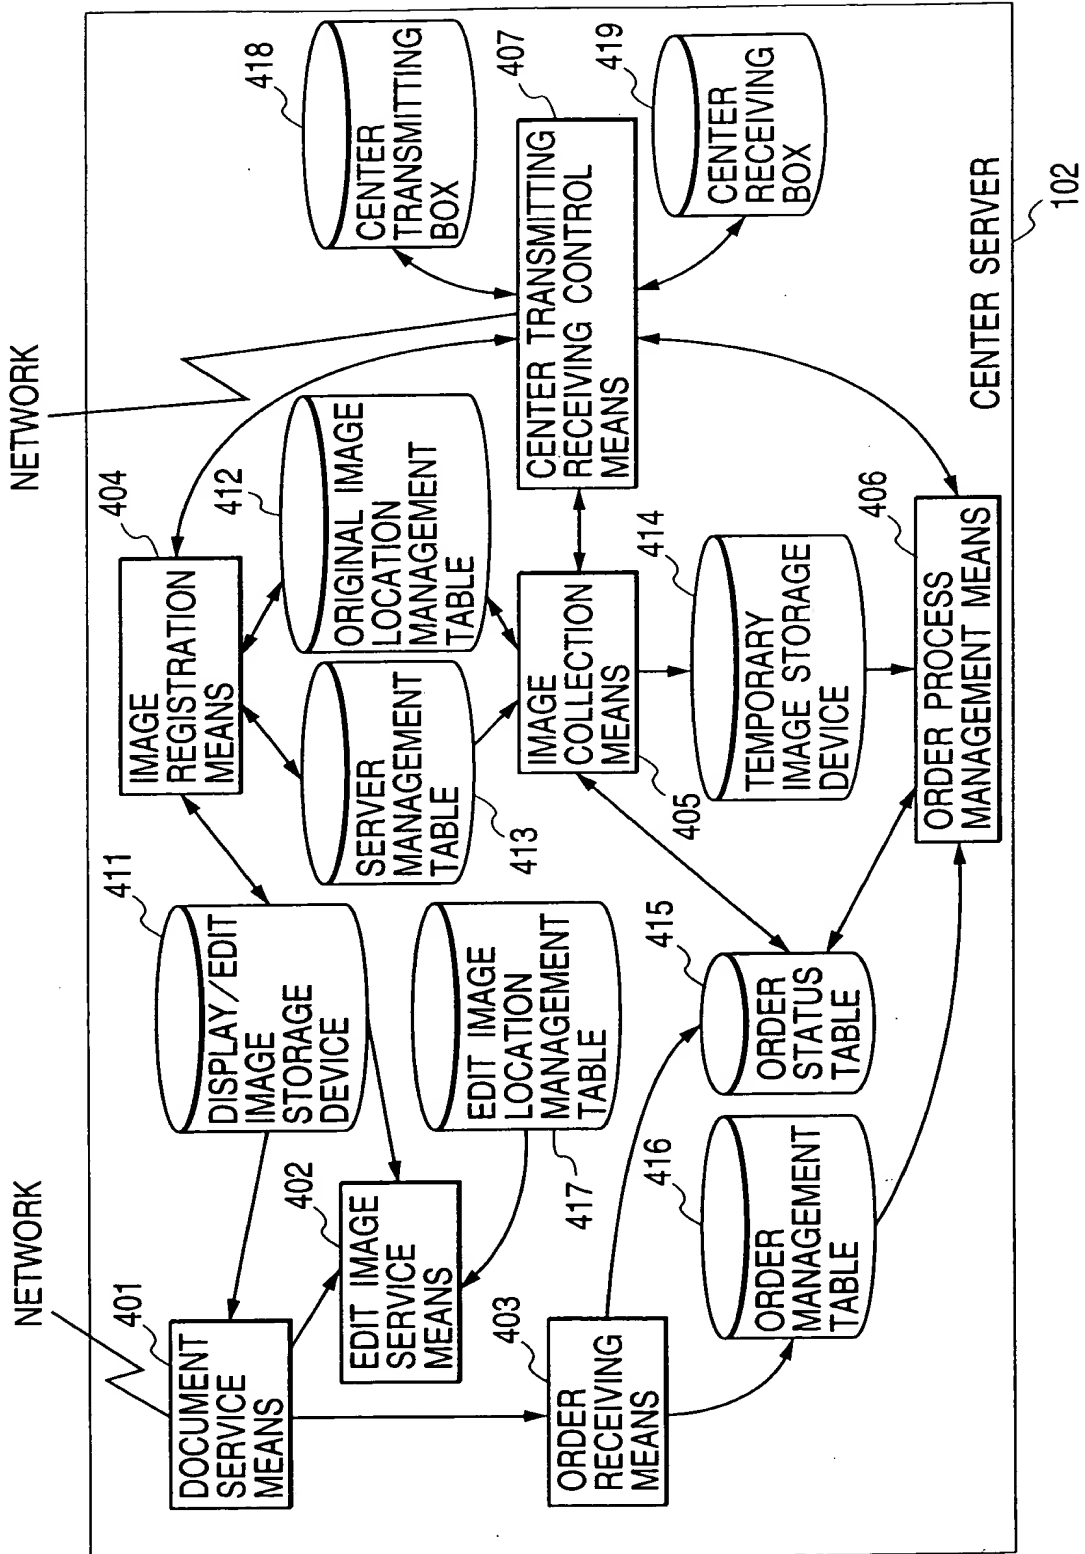 NETWORK
NETWORK
401
DOCUMENT
SERVICE
MEANS
411
DISPLAY/EDIT
IMAGE
STORAGE
DEVICE
404
IMAGE
REGISTRATION
MEANS
418
CENTER
TRANSMITTING
BOX
402
EDIT IMAGE
SERVICE
MEANS
EDIT IMAGE
LOCATION
MANAGEMENT
TABLE
417
SERVER
MANAGEMENT
TABLE
413
412
ORIGINAL IMAGE
LOCATION
MANAGEMENT
TABLE
407
CENTER TRANSMITTING
RECEIVING CONTROL
MEANS
403
ORDER
RECEIVING
MEANS
IMAGE
COLLECTION
MEANS
405
419
CENTER
RECEIVING
BOX
416
ORDER
MANAGEMENT
TABLE
415
ORDER
STATUS
TABLE
414
TEMPORARY
IMAGE STORAGE
DEVICE
406
ORDER PROCESS
MANAGEMENT MEANS
CENTER SERVER
102